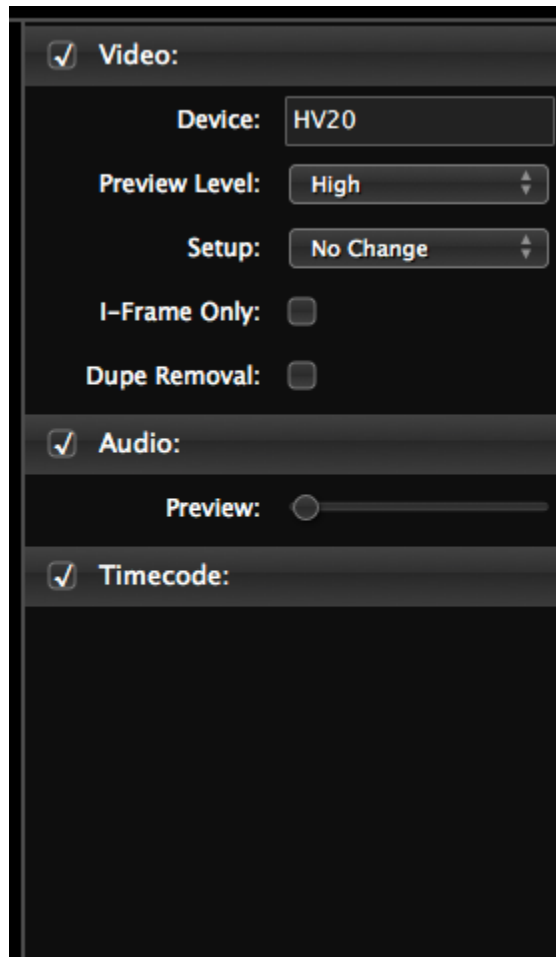 Video:
Device: HV20
Preview Level: High
Setup: No Change
I-Frame Only:
Dupe Removal:
Audio:
Preview:
Timecode: